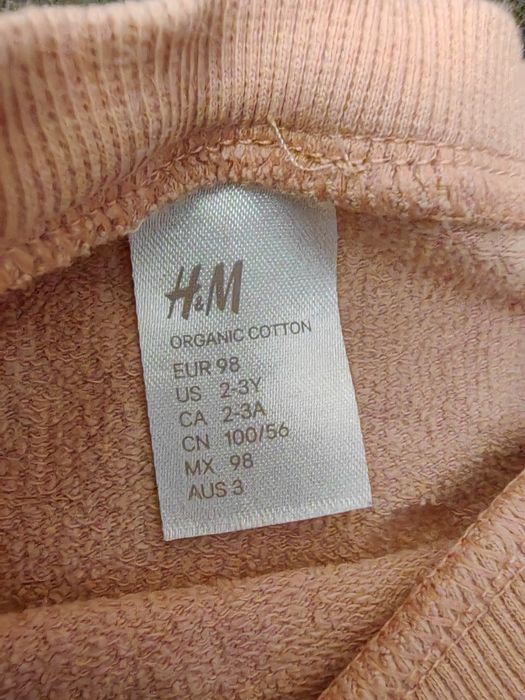 H&M
ORGANIC COTTON
EUR 98
US 2-3Y
CA 2-3A
CN 100/56
MX 98
AUS 3